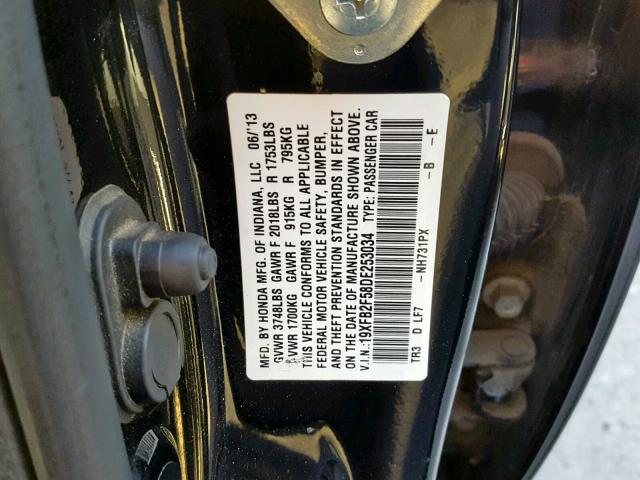 MFD. BY HONDA MFG. OF INDIANA, LLC 06/'13
GVWR 3748LBS GAWR F 2018LBS R 1753LBS
GVWR 1700KG GAWR F 915KG R 795KG
THIS VEHICLE CONFORMS TO ALL APPLICABLE
FEDERAL MOTOR VEHICLE SAFETY, BUMPER,
AND THEFT PREVENTION STANDARDS IN EFFECT
ON THE DATE OF MANUFACTURE SHOWN ABOVE.
V.I.N.:19XFB2F58DE253034 TYPE: PASSENGER CAR
TR3 D LF7 -NH731PX -B -E